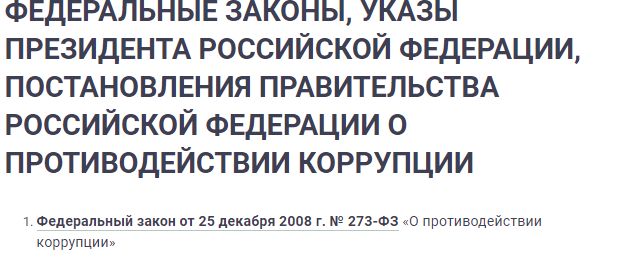 ФЕДЕРАЛЬНЫЕ ЗАКОНЫ, УКАЗЫ
ПРЕЗИДЕНТА РОССИЙСКОЙ ФЕДЕРАЦИИ,
ПОСТАНОВЛЕНИЯ ПРАВИТЕЛЬСТВА
РОССИЙСКОЙ ФЕДЕРАЦИИ О
ПРОТИВОДЕЙСТВИИ КОРРУПЦИИ
1. Федеральный закон от 25 декабря 2008 г. № 273-ФЗ «О противодействии
коррупции»